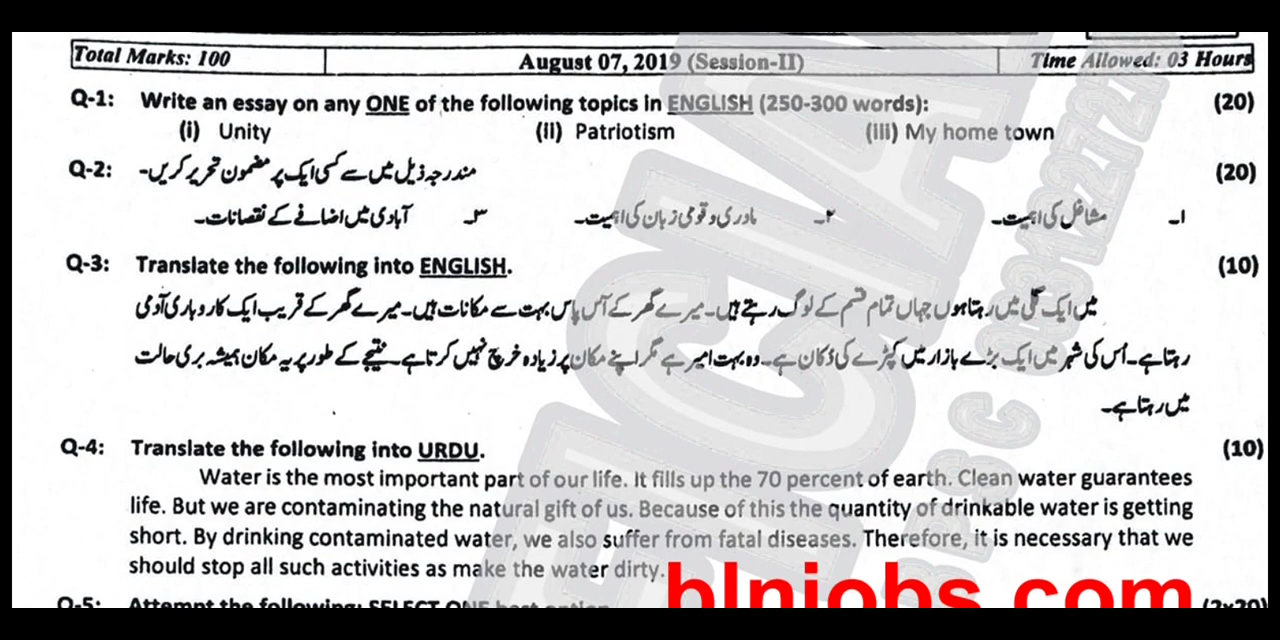 Total Marks: 100 August 07, 2019 (Session-II) Time Allowed: 03 Hours
Q-1: Write an essay on any ONE of the following topics in ENGLISH (250-300 words): (20)
(i) Unity (ii) Patriotism (iii) My home town
Q-2: مندرجہ ذیل میں سے کسی ایک پر مضمون تحریر کریں۔ (20)
۱۔ مشاغل کی اہمیت۔ ۲۔ مادری و قومی زبان کی اہمیت۔ ۳۔ آبادی میں اضافے کے نقصانات۔
Q-3: Translate the following into ENGLISH. (10)
میں ایک گلی میں رہتا ہوں جہاں تمام قسم کے لوگ رہتے ہیں۔ میرے گھر کے آس پاس بہت سے مکانات ہیں۔ میرے گھر کے قریب ایک کاروباری آدمی
رہتا ہے۔ اُس کی شہر میں ایک بڑے بازار میں کپڑے کی دُکان ہے۔ وہ بہت امیر ہے مگر اپنے مکان پر زیادہ خرچ نہیں کرتا ہے۔ نتیجے کے طور پر یہ مکان ہمیشہ بری حالت
میں رہتا ہے۔
Q-4: Translate the following into URDU. (10)
Water is the most important part of our life. It fills up the 70 percent of earth. Clean water guarantees
life. But we are contaminating the natural gift of us. Because of this the quantity of drinkable water is getting
short. By drinking contaminated water, we also suffer from fatal diseases. Therefore, it is necessary that we
should stop all such activities as make the water dirty.
blnjobs.com
Q-5: Attempt the following: SELECT ONE best option (2x20)